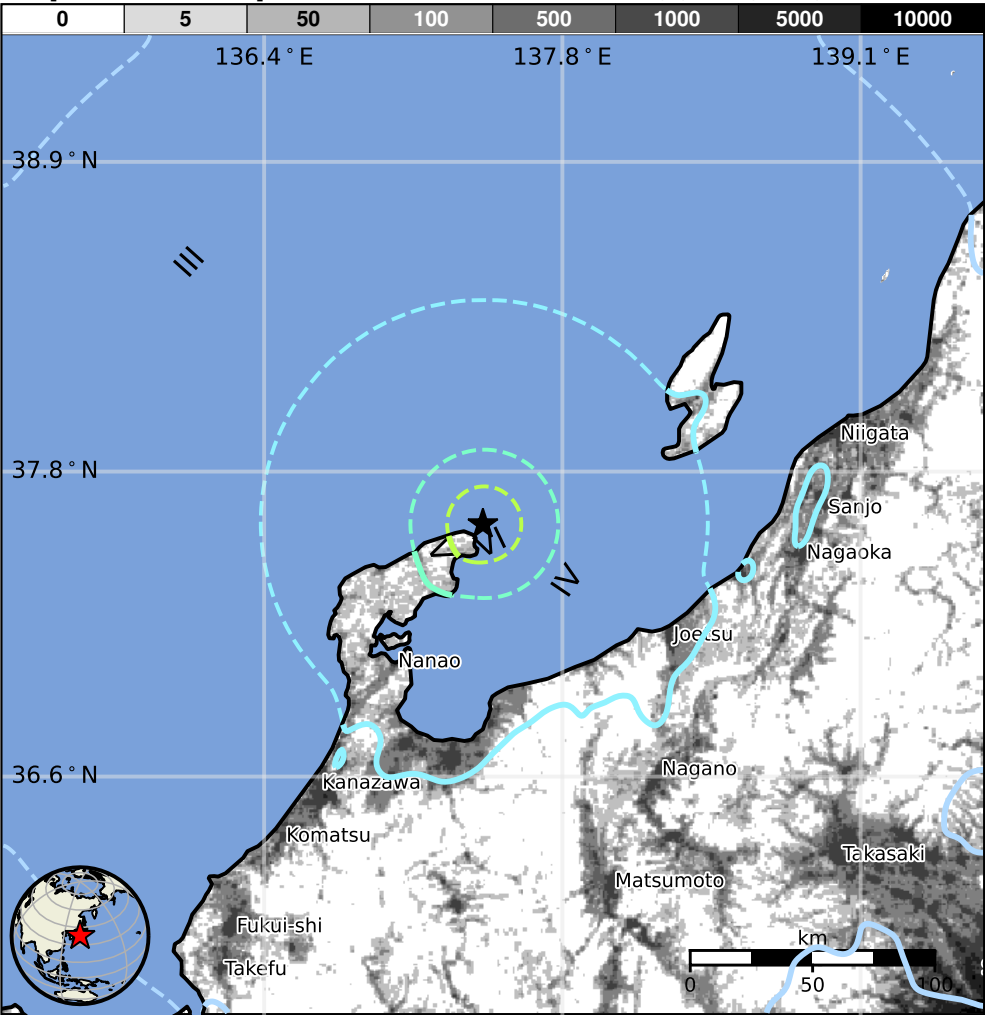 0 5 50 100 500 1000 5000 10000
136.4°E 137.8°E 139.1°E
38.9°N
III
37.8°N
Niigata
Sanjo
V VI
Nagaoka
IV
Joetsu
Nanao
36.6°N
Nagano
Kanazawa
Komatsu
Takasaki
Matsumoto
Fukui-shi
km
Takefu
0 50 100